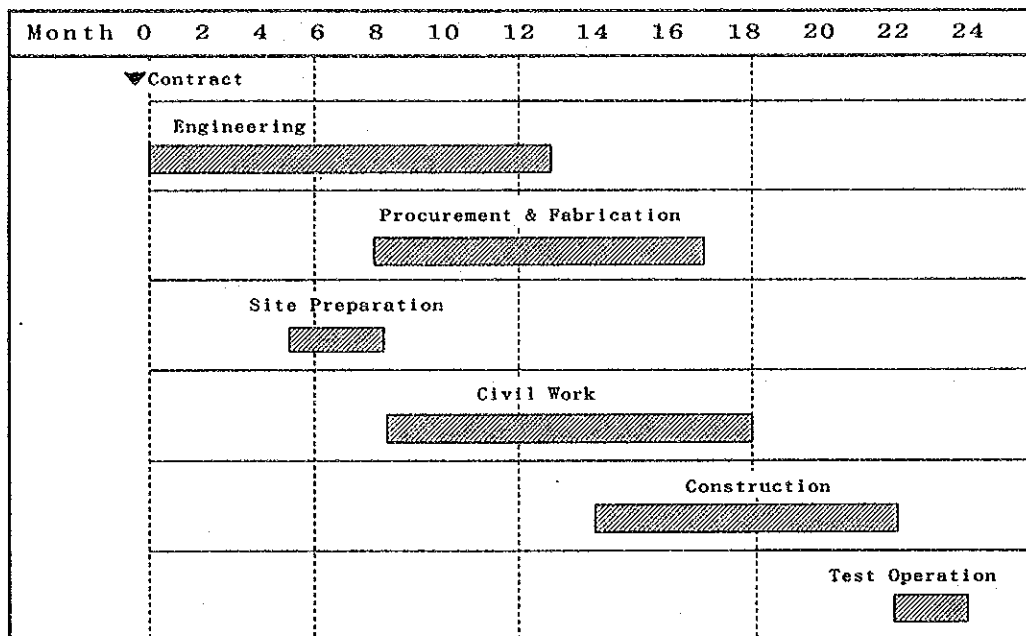 Month 0 2 4 6 8 10 12 14 16 18 20 22 24
Contract
Engineering
Procurement & Fabrication
Site Preparation
Civil Work
Construction
Test Operation